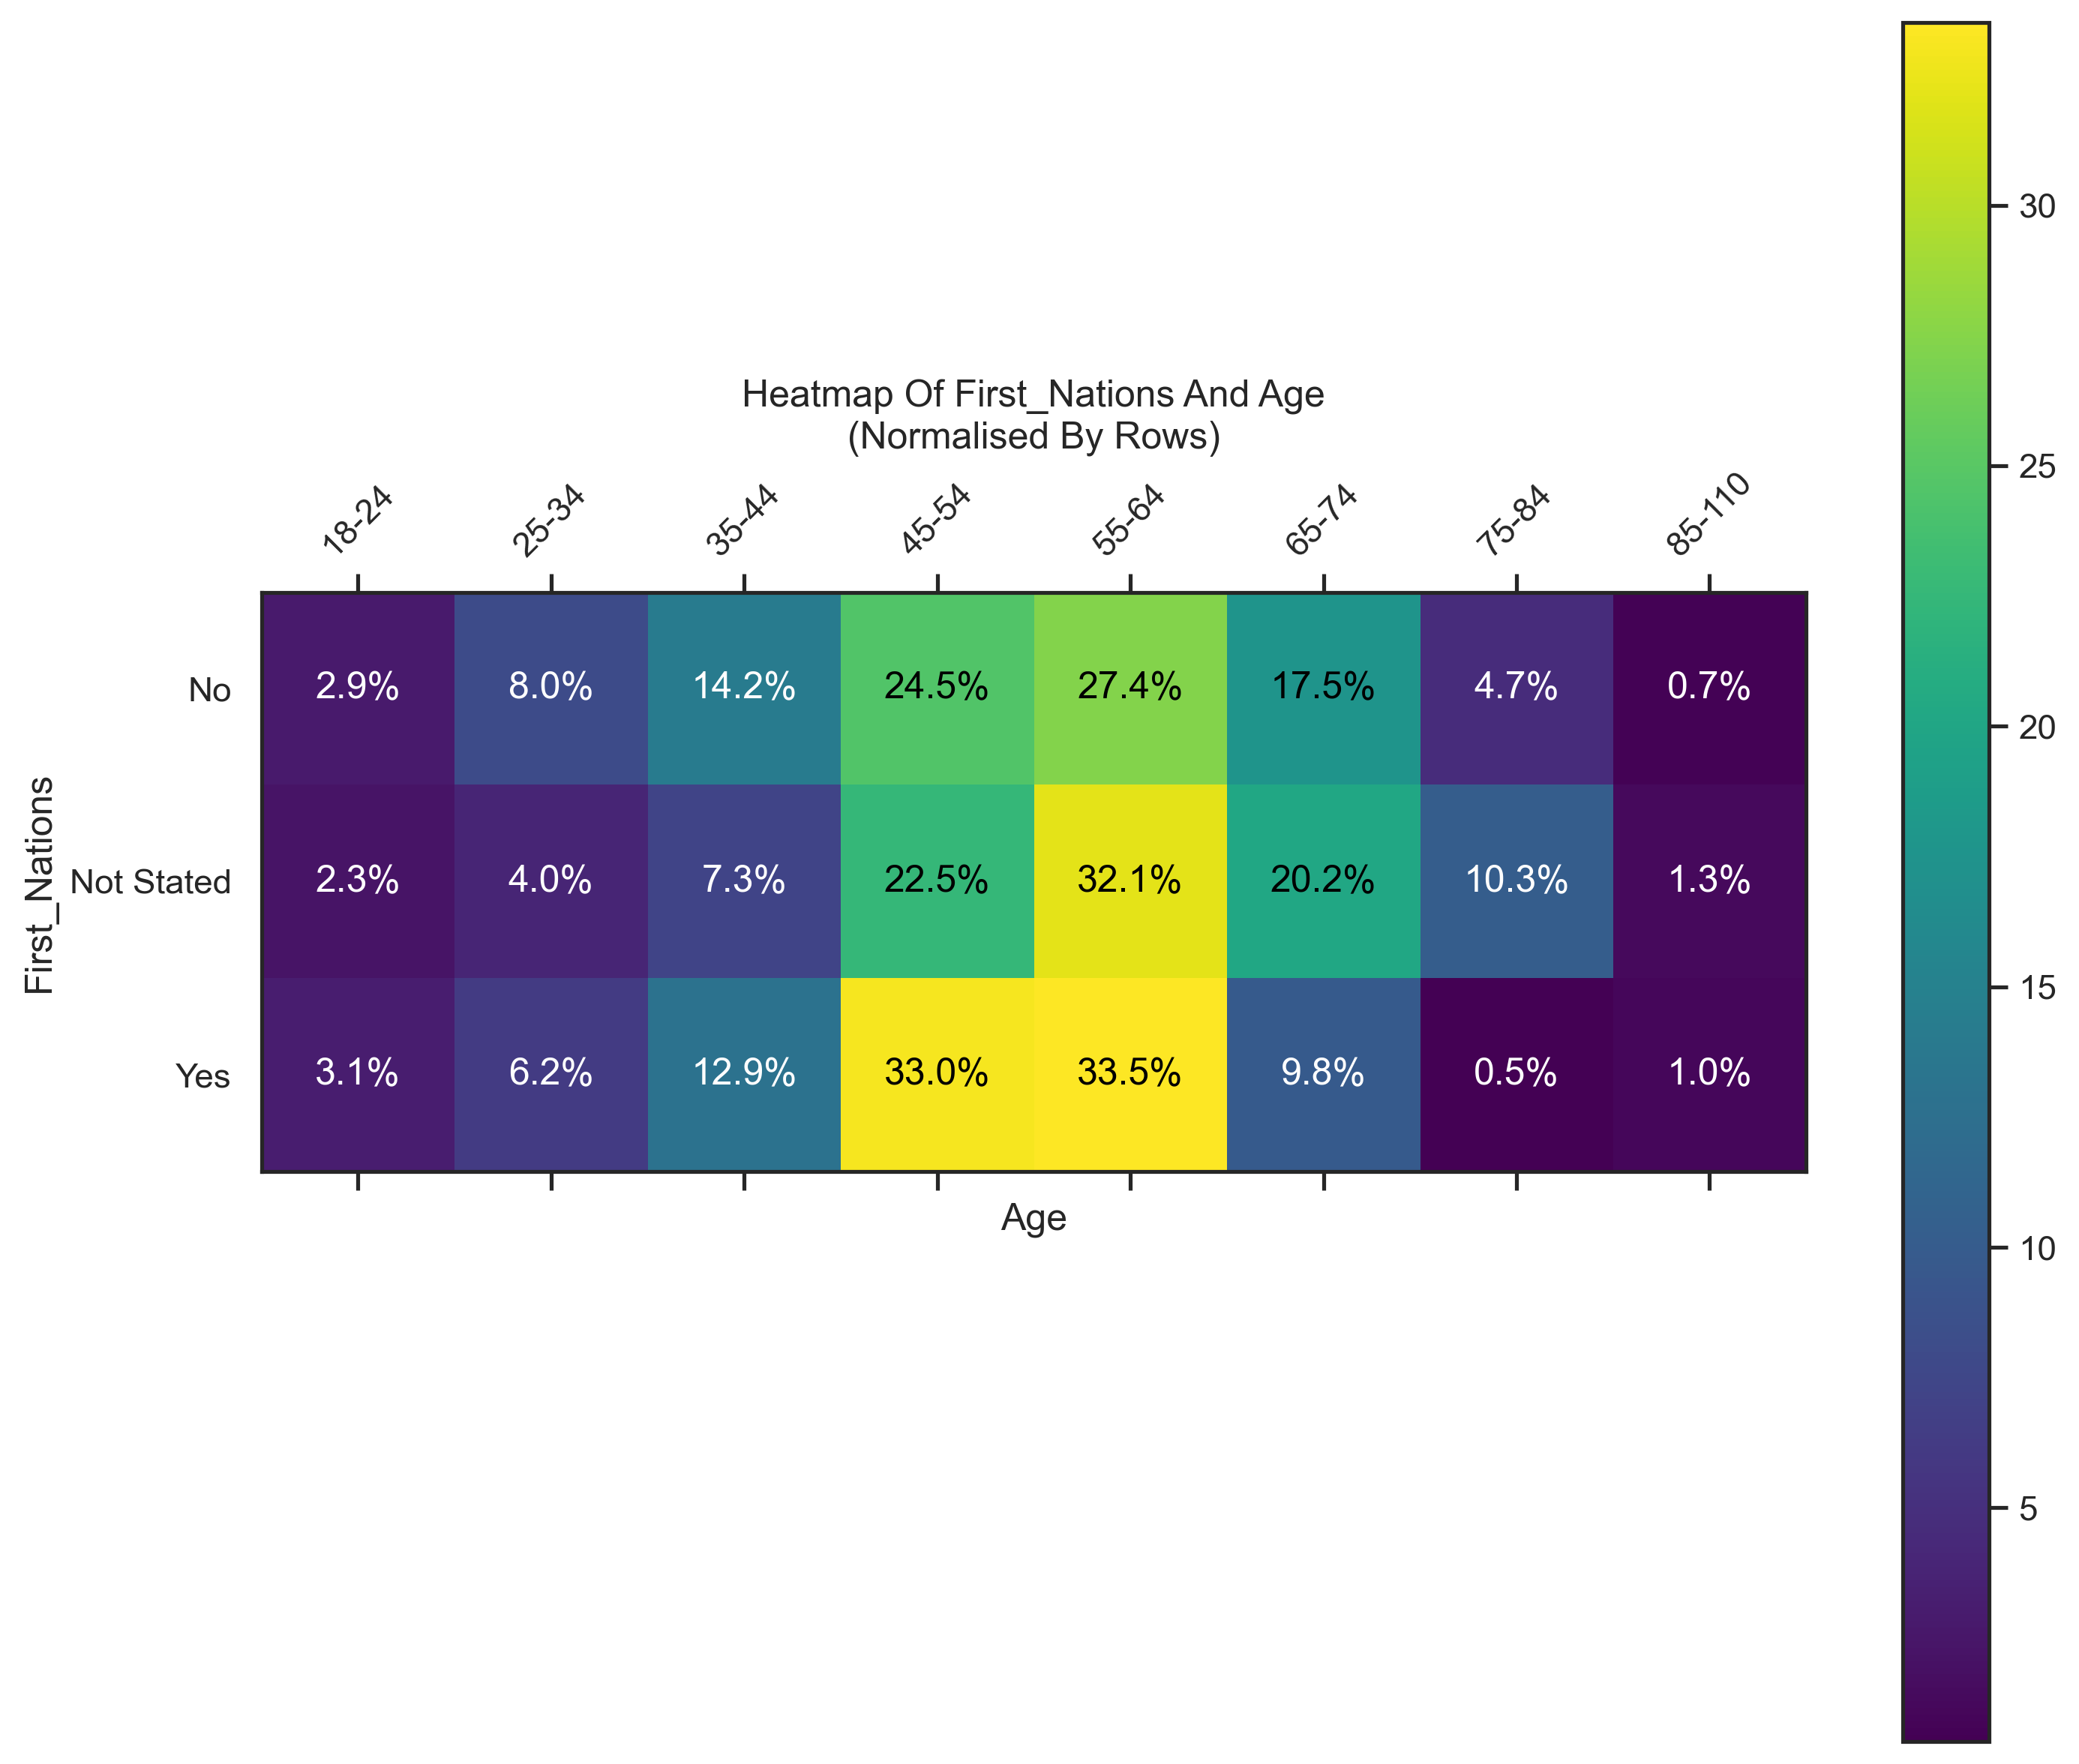 Heatmap Of First_Nations And Age
(Normalised By Rows)
18-24 25-34 35-44 45-54 55-64 65-74 75-84 85-110
First_Nations
No 2.9% 8.0% 14.2% 24.5% 27.4% 17.5% 4.7% 0.7%
Not Stated 2.3% 4.0% 7.3% 22.5% 32.1% 20.2% 10.3% 1.3%
Yes 3.1% 6.2% 12.9% 33.0% 33.5% 9.8% 0.5% 1.0%
Age
30
25
20
15
10
5